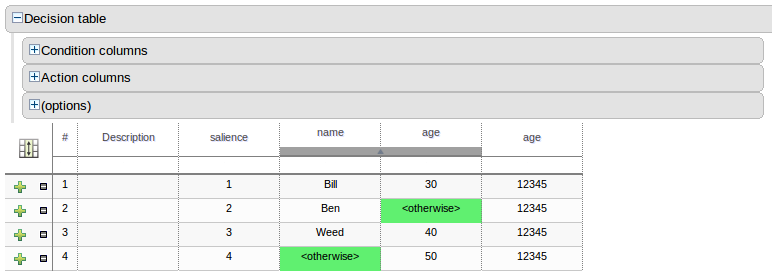 Decision table
Condition columns
Action columns
(options)
# Description salience name age age
1 1 Bill 30 12345
2 2 Ben <otherwise> 12345
3 3 Weed 40 12345
4 4 <otherwise> 50 12345